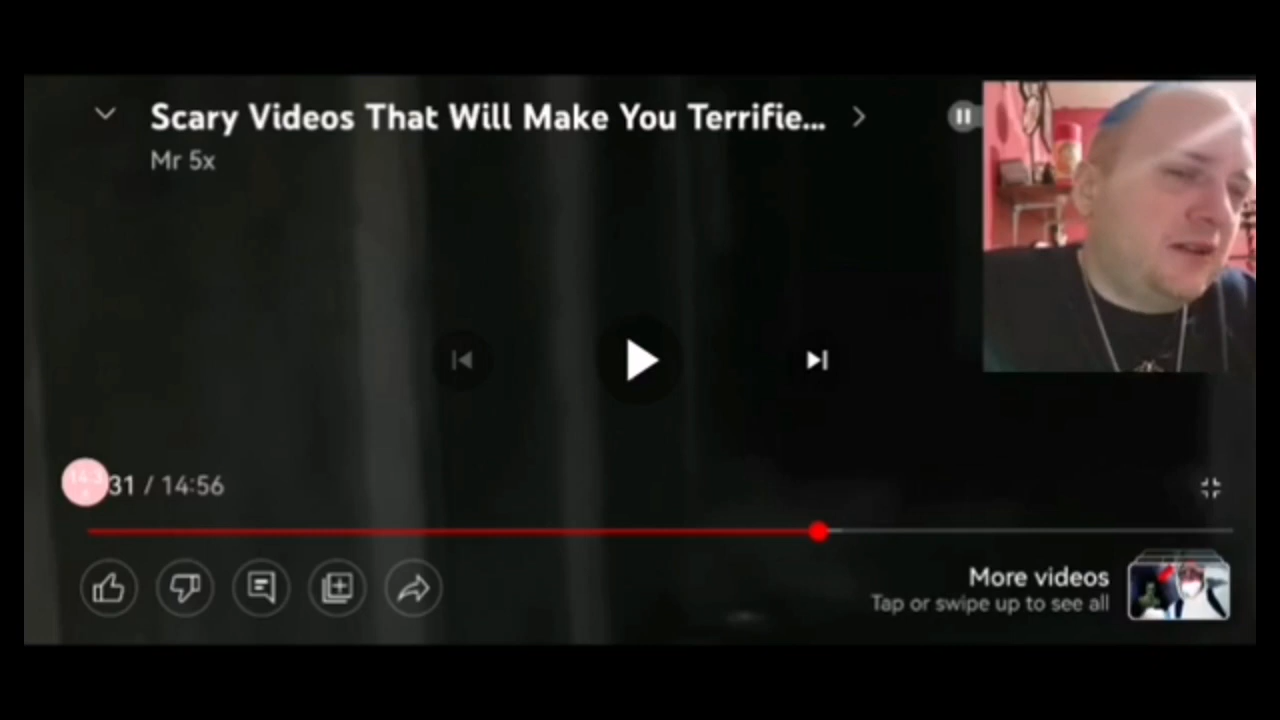 Scary Videos That Will Make You Terrifie...
Mr 5x
31 / 14:56
More videos
Tap or swipe up to see all